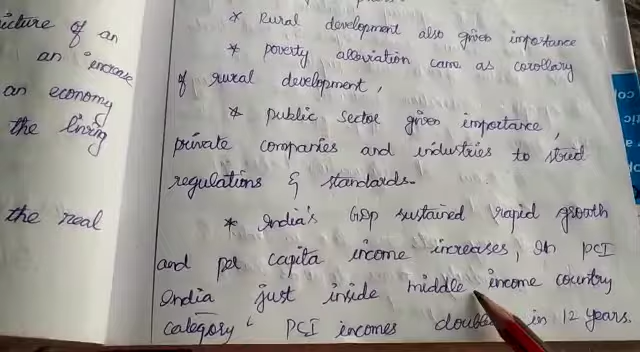 icture of an
an increase
an economy
the living
the real
* Rural development also given importance
* poverty alleviation came as corollary
of rural development,
* Public sector given importance,
private companies and industries to
regulations & standards.
* India's GDP sustained rapid growth
and per capita income increases, In PCI
India just inside middle income country
category PCI incomes double in 12 years.